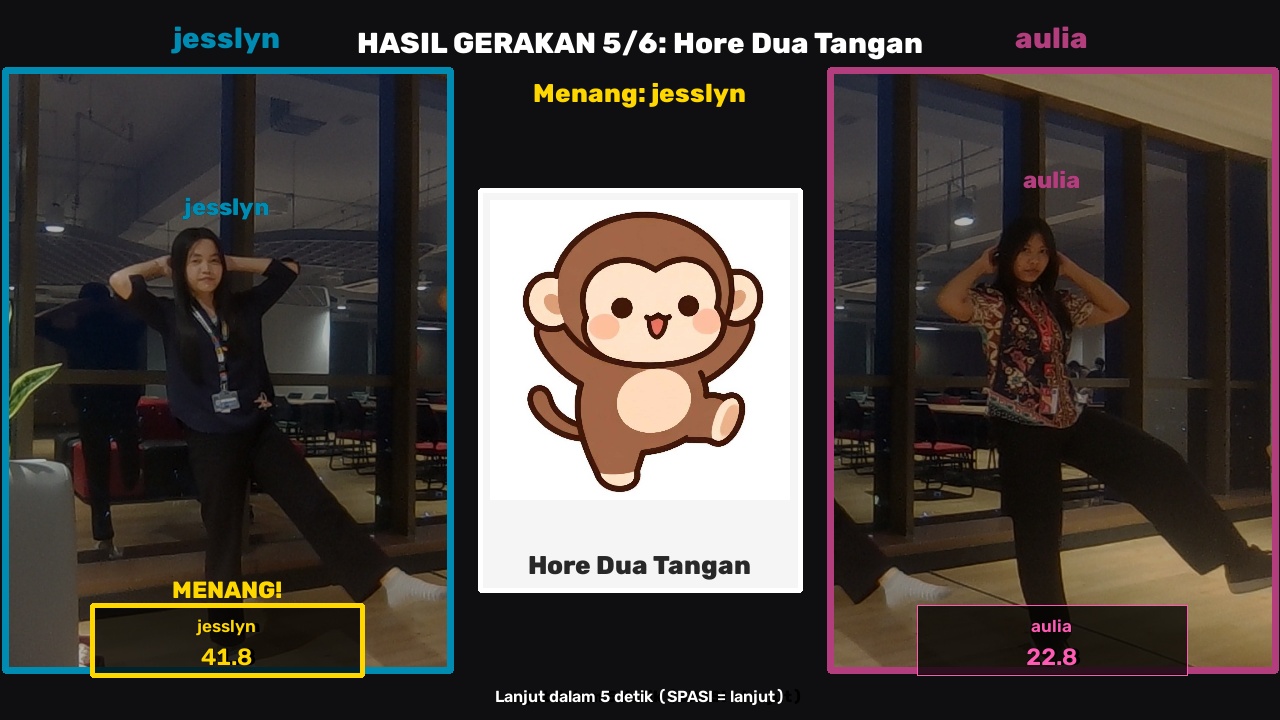 jesslyn
HASIL GERAKAN 5/6: Hore Dua Tangan
aulia
Menang: jesslyn
jesslyn
aulia
Hore Dua Tangan
MENANG!
jesslyn
41.8
aulia
22.8
Lanjut dalam 5 detik (SPASI = lanjut)